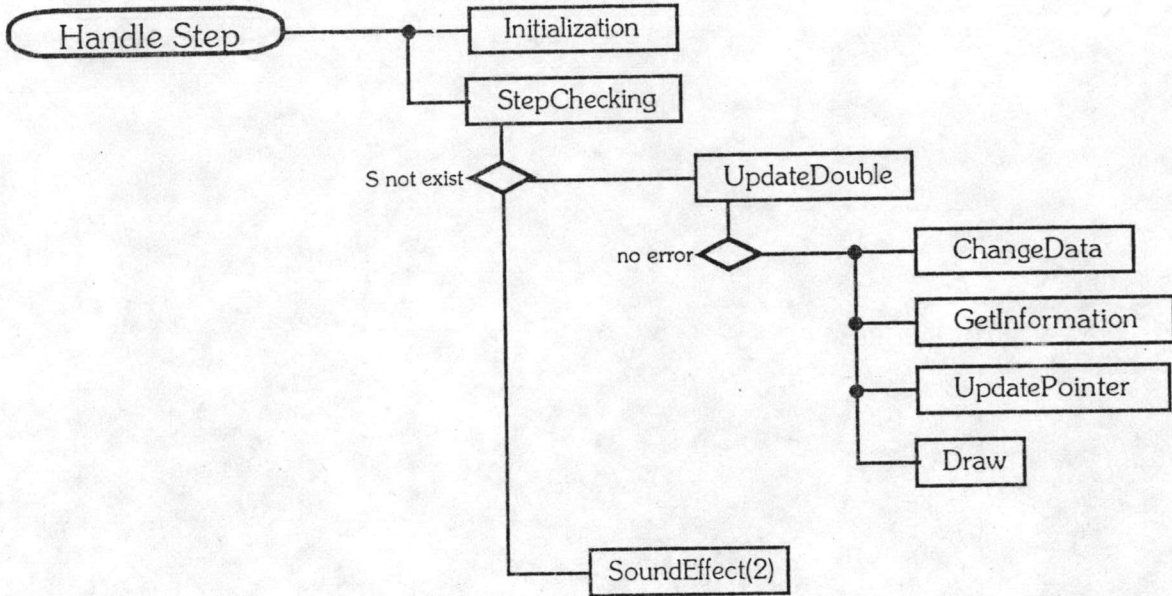 Handle Step
Initialization
StepChecking
S not exist
UpdateDouble
no error
ChangeData
GetInformation
UpdatePointer
Draw
SoundEffect(2)